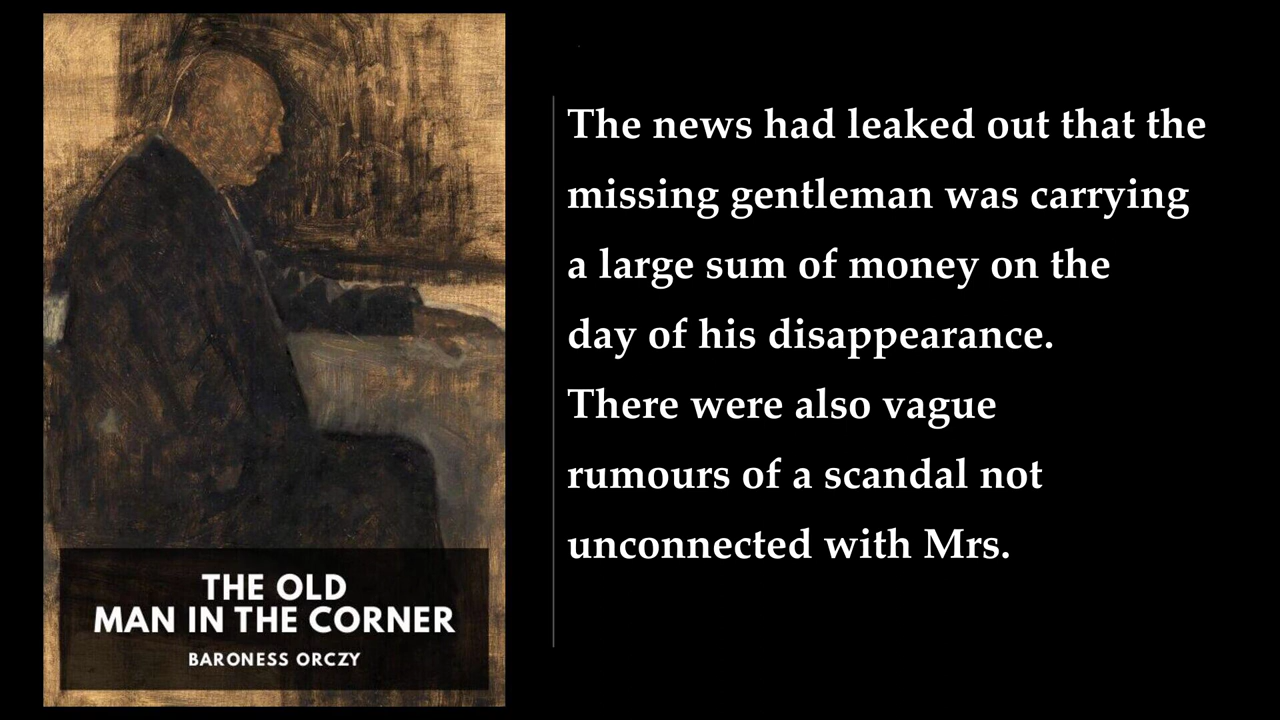 THE OLD
MAN IN THE CORNER
BARONESS ORCZY
The news had leaked out that the
missing gentleman was carrying
a large sum of money on the
day of his disappearance.
There were also vague
rumours of a scandal not
unconnected with Mrs.